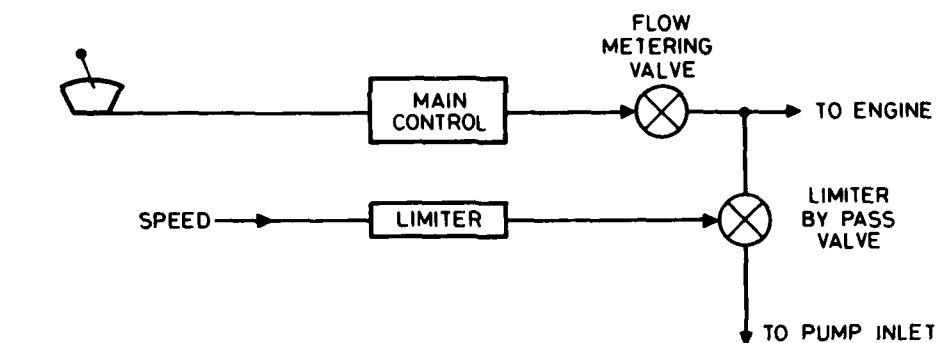 FLOW
METERING
VALVE
MAIN
CONTROL
TO ENGINE
SPEED
LIMITER
LIMITER
BY PASS
VALVE
TO PUMP INLET